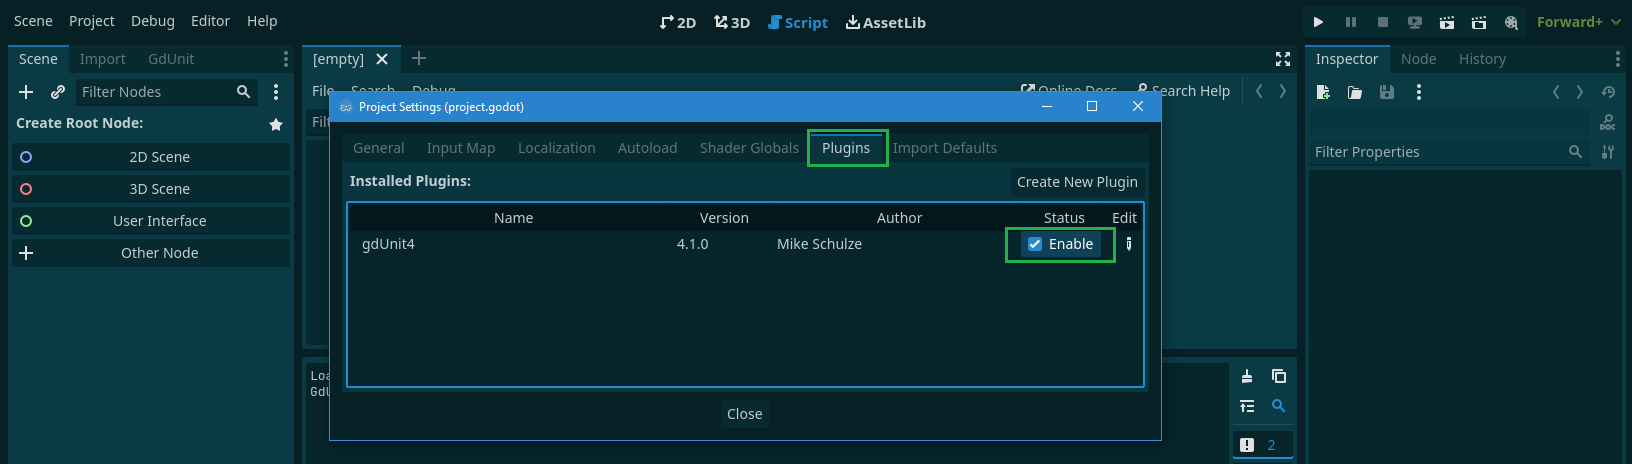 Scene Project Debug Editor Help
2D 3D Script AssetLib
Forward+
Scene Import GdUnit
Filter Nodes
Create Root Node:
2D Scene
3D Scene
User Interface
Other Node
[empty]
File Search Debug
Online Docs Search Help
Project Settings (project.godot)
General Input Map Localization Autoload Shader Globals Plugins Import Defaults
Installed Plugins:
Create New Plugin
Name Version Author Status Edit
gdUnit4 4.1.0 Mike Schulze Enable
Close
2
Inspector Node History
DOC
Filter Properties